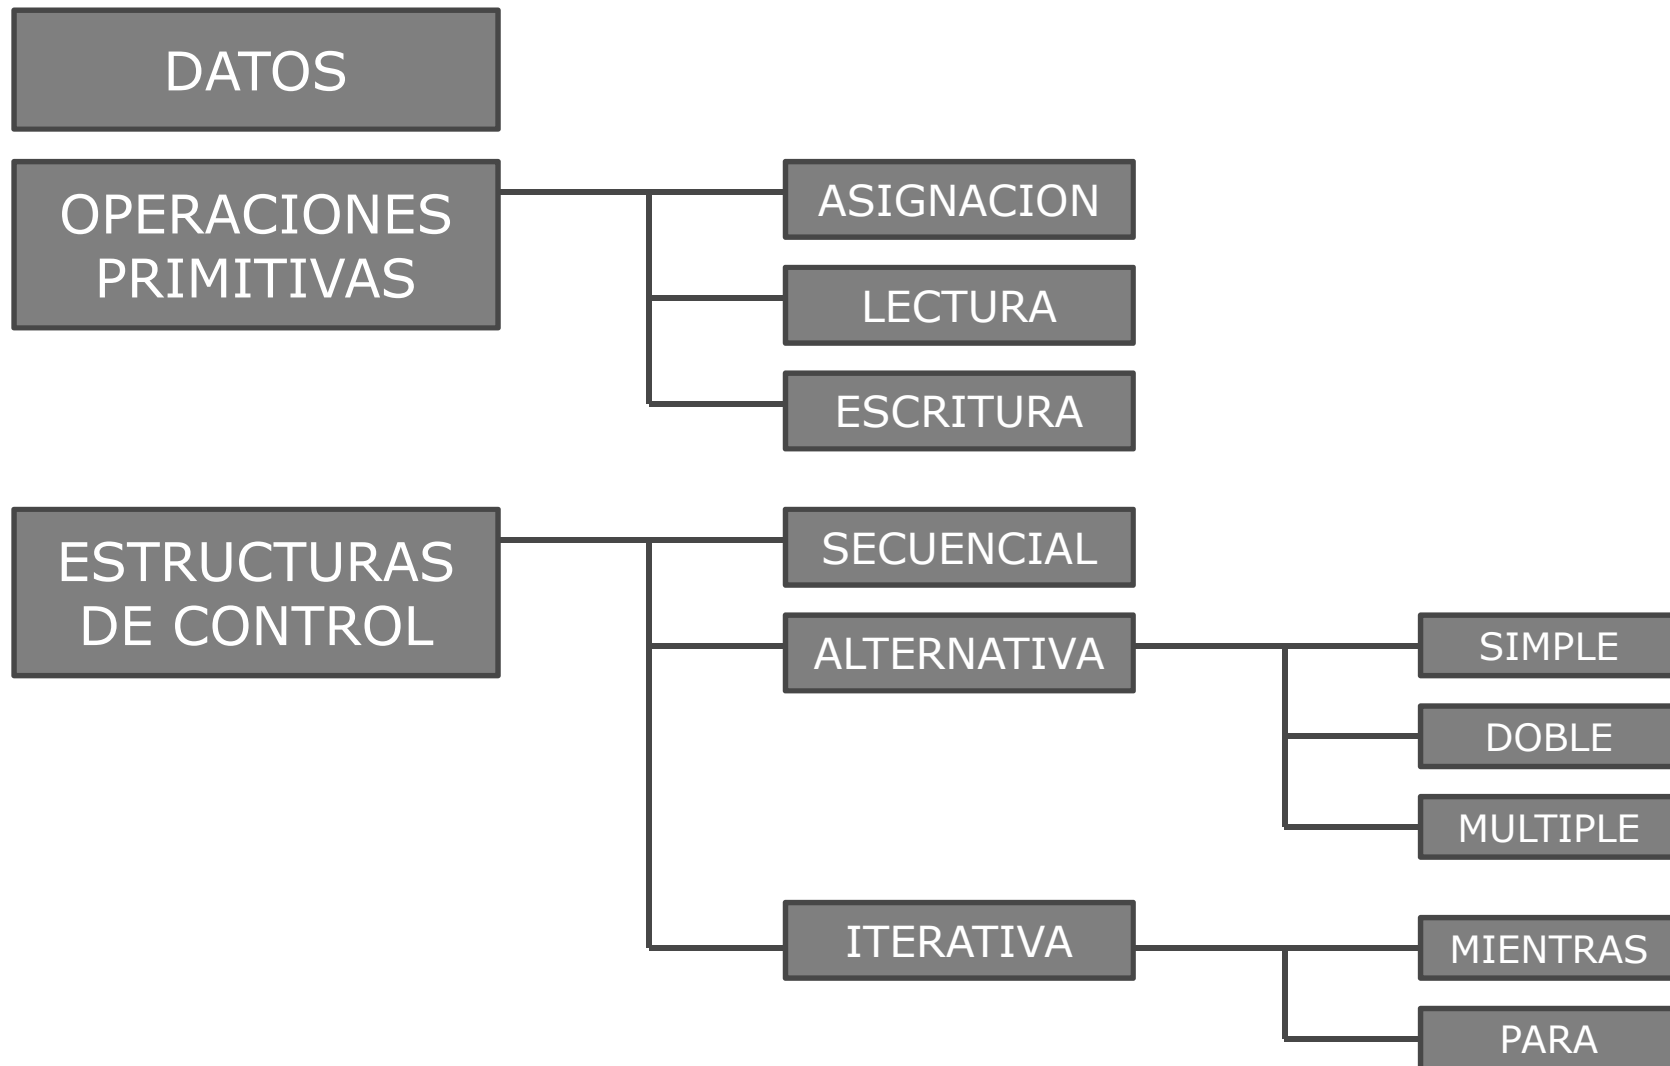 DATOS
OPERACIONES
PRIMITIVAS
ASIGNACION
LECTURA
ESCRITURA
ESTRUCTURAS
DE CONTROL
SECUENCIAL
ALTERNATIVA
SIMPLE
DOBLE
MULTIPLE
ITERATIVA
MIENTRAS
PARA